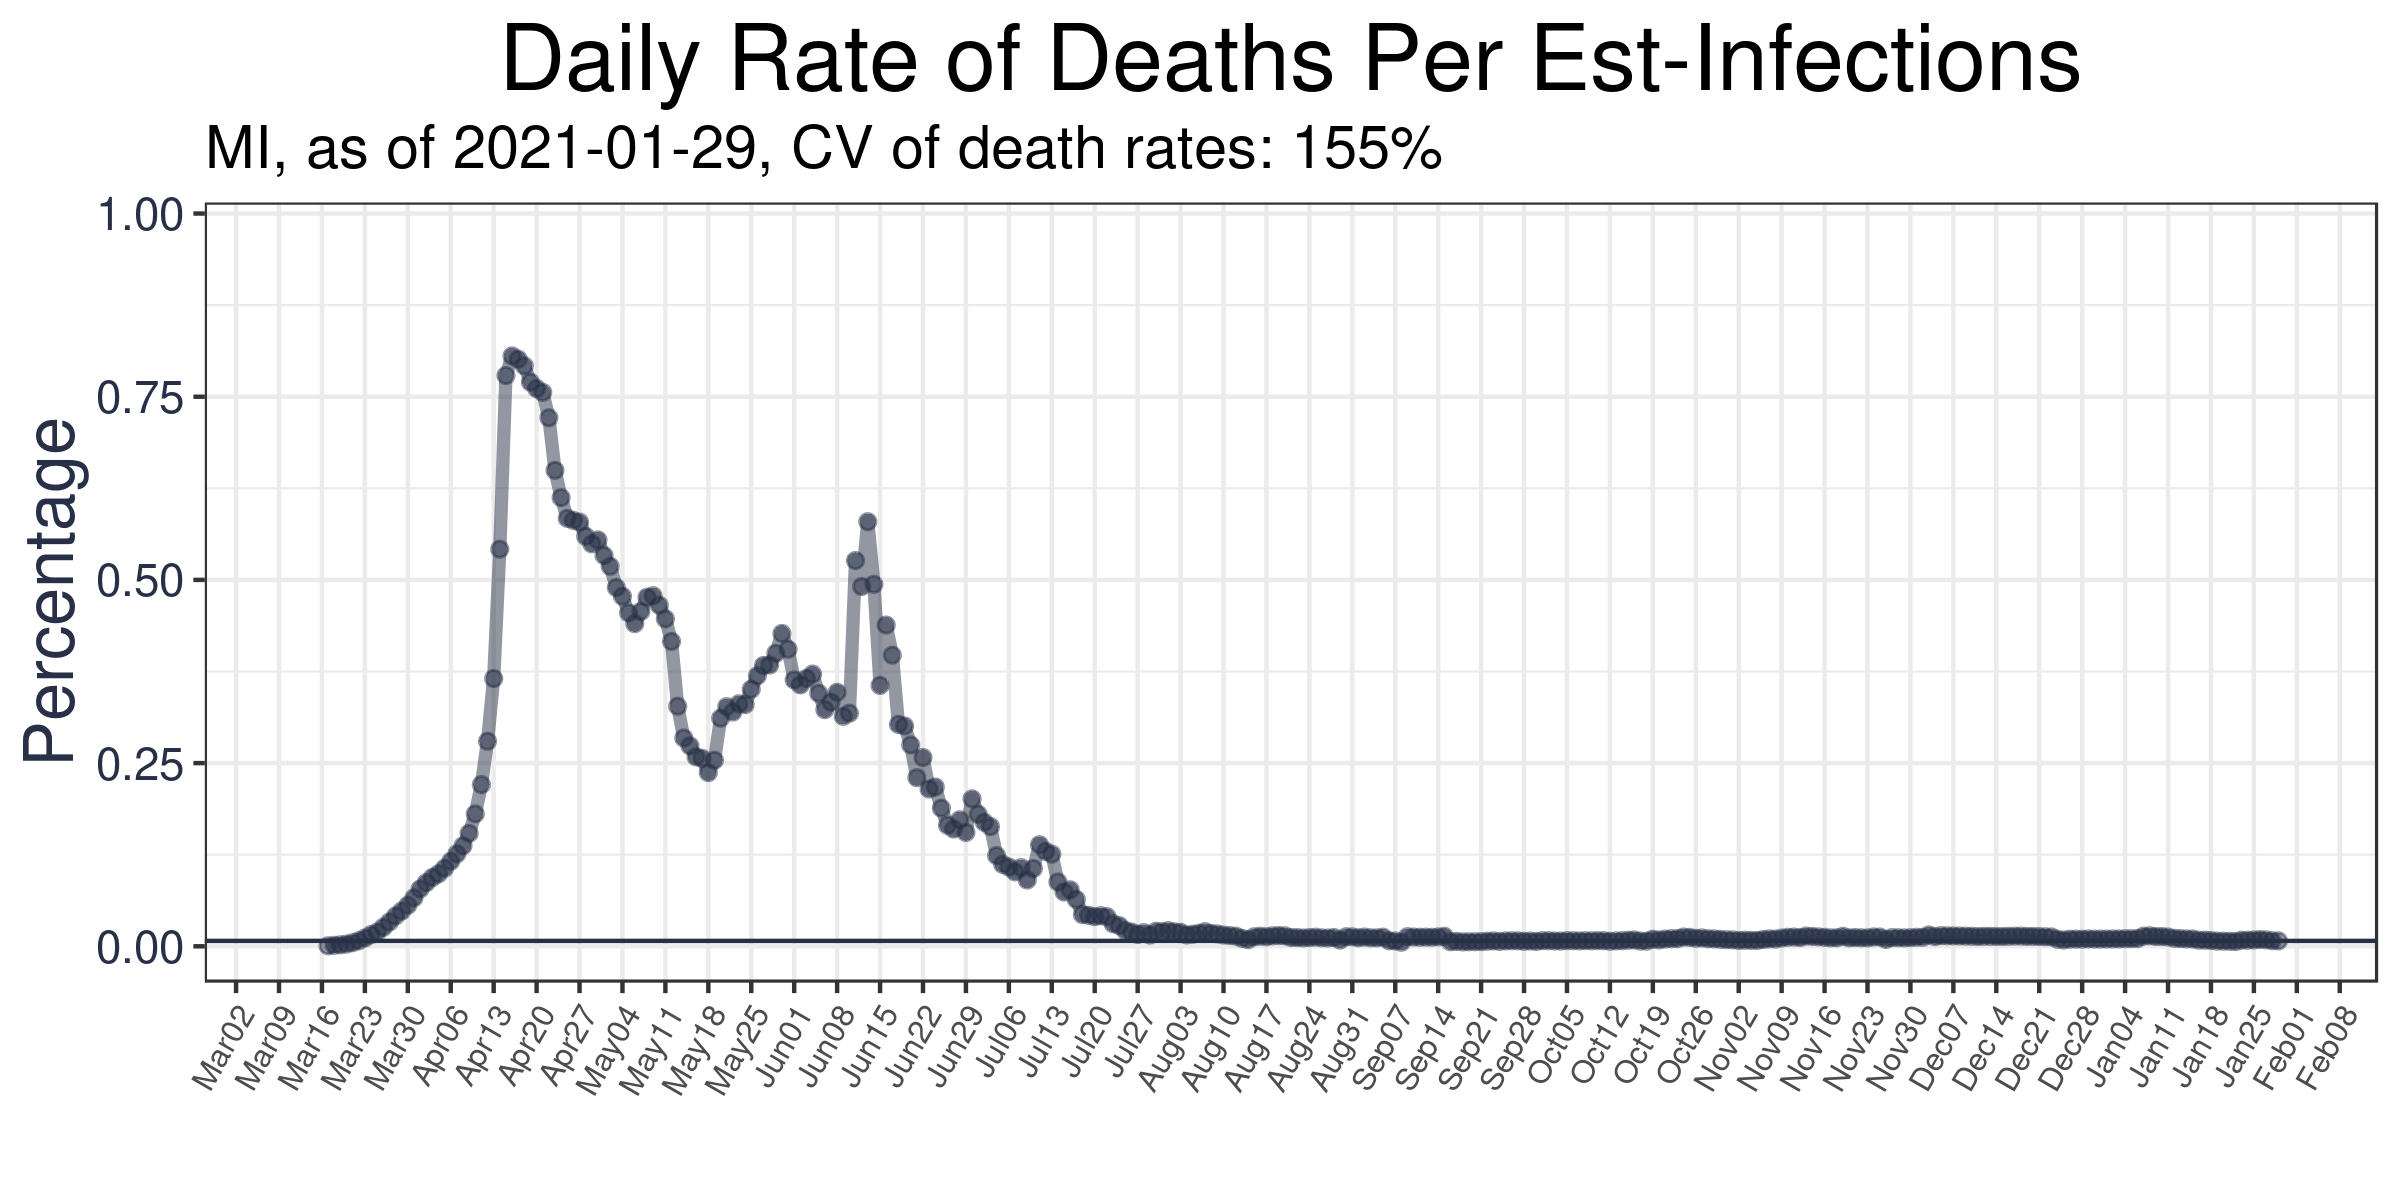 Daily Rate of Deaths Per Est-Infections
MI, as of 2021-01-29, CV of death rates: 155%
Percentage
1.00
0.75
0.50
0.25
0.00
Mar02
Mar09
Mar16
Mar23
Mar30
Apr06
Apr13
Apr20
Apr27
May04
May11
May18
May25
Jun01
Jun08
Jun15
Jun22
Jun29
Jul06
Jul13
Jul20
Jul27
Aug03
Aug10
Aug17
Aug24
Aug31
Sep07
Sep14
Sep21
Sep28
Oct05
Oct12
Oct19
Oct26
Nov02
Nov09
Nov16
Nov23
Nov30
Dec07
Dec14
Dec21
Dec28
Jan04
Jan11
Jan18
Jan25
Feb01
Feb08